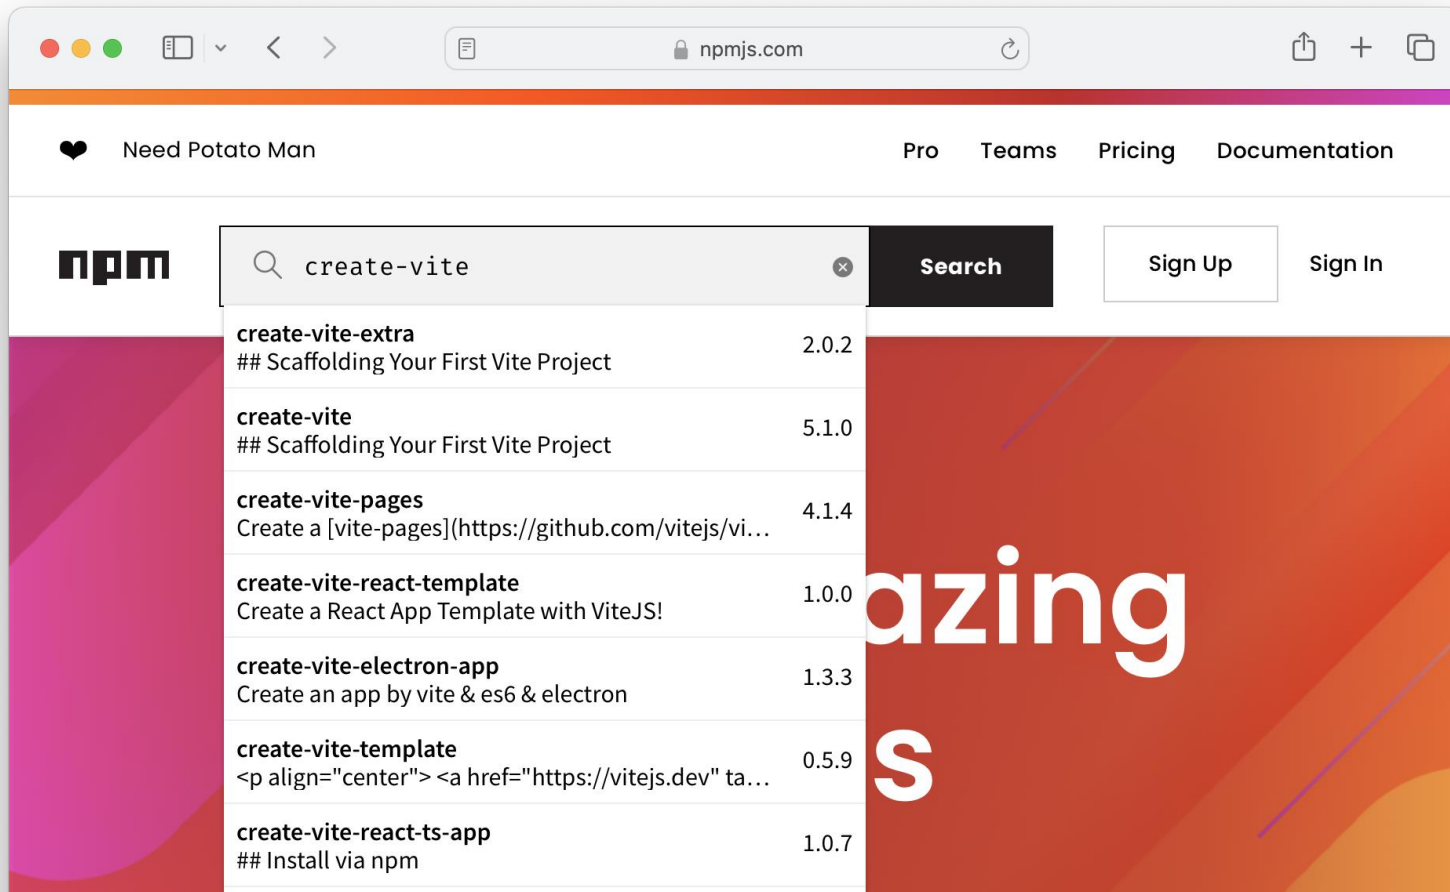 npmjs.com
Need Potato Man
Pro Teams Pricing Documentation
npm
create-vite
Search
Sign Up
Sign In
create-vite-extra
## Scaffolding Your First Vite Project
2.0.2
create-vite
## Scaffolding Your First Vite Project
5.1.0
create-vite-pages
Create a [vite-pages](https://github.com/vitejs/vi...
4.1.4
create-vite-react-template
Create a React App Template with ViteJS!
1.0.0
create-vite-electron-app
Create an app by vite & es6 & electron
1.3.3
create-vite-template
<p align="center"> <a href="https://vitejs.dev" ta...
0.5.9
create-vite-react-ts-app
## Install via npm
1.0.7
azing
s